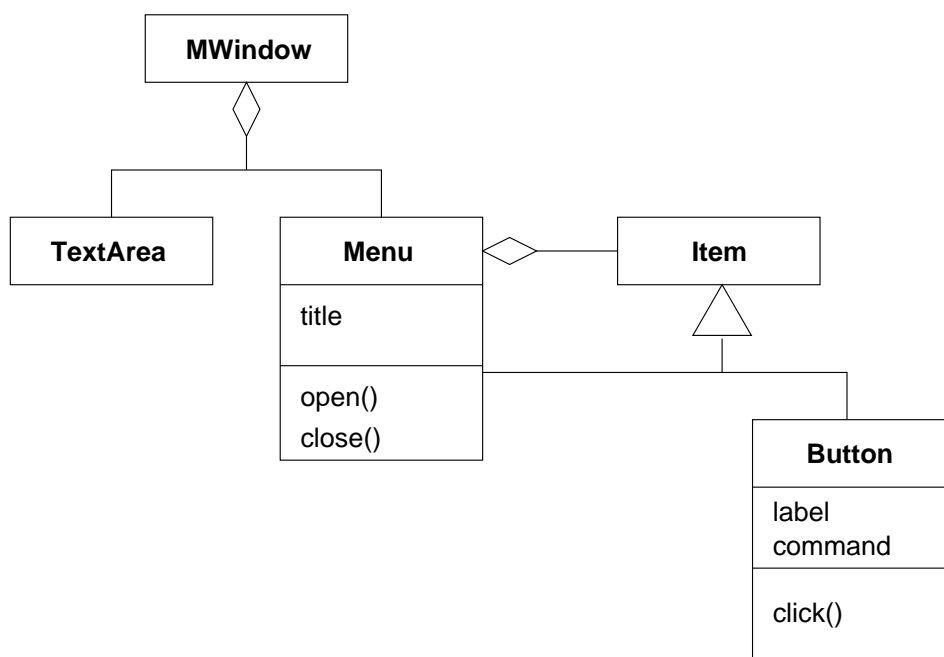 MWindow
TextArea
Menu
Item
title
open()
close()
Button
label
command
click()